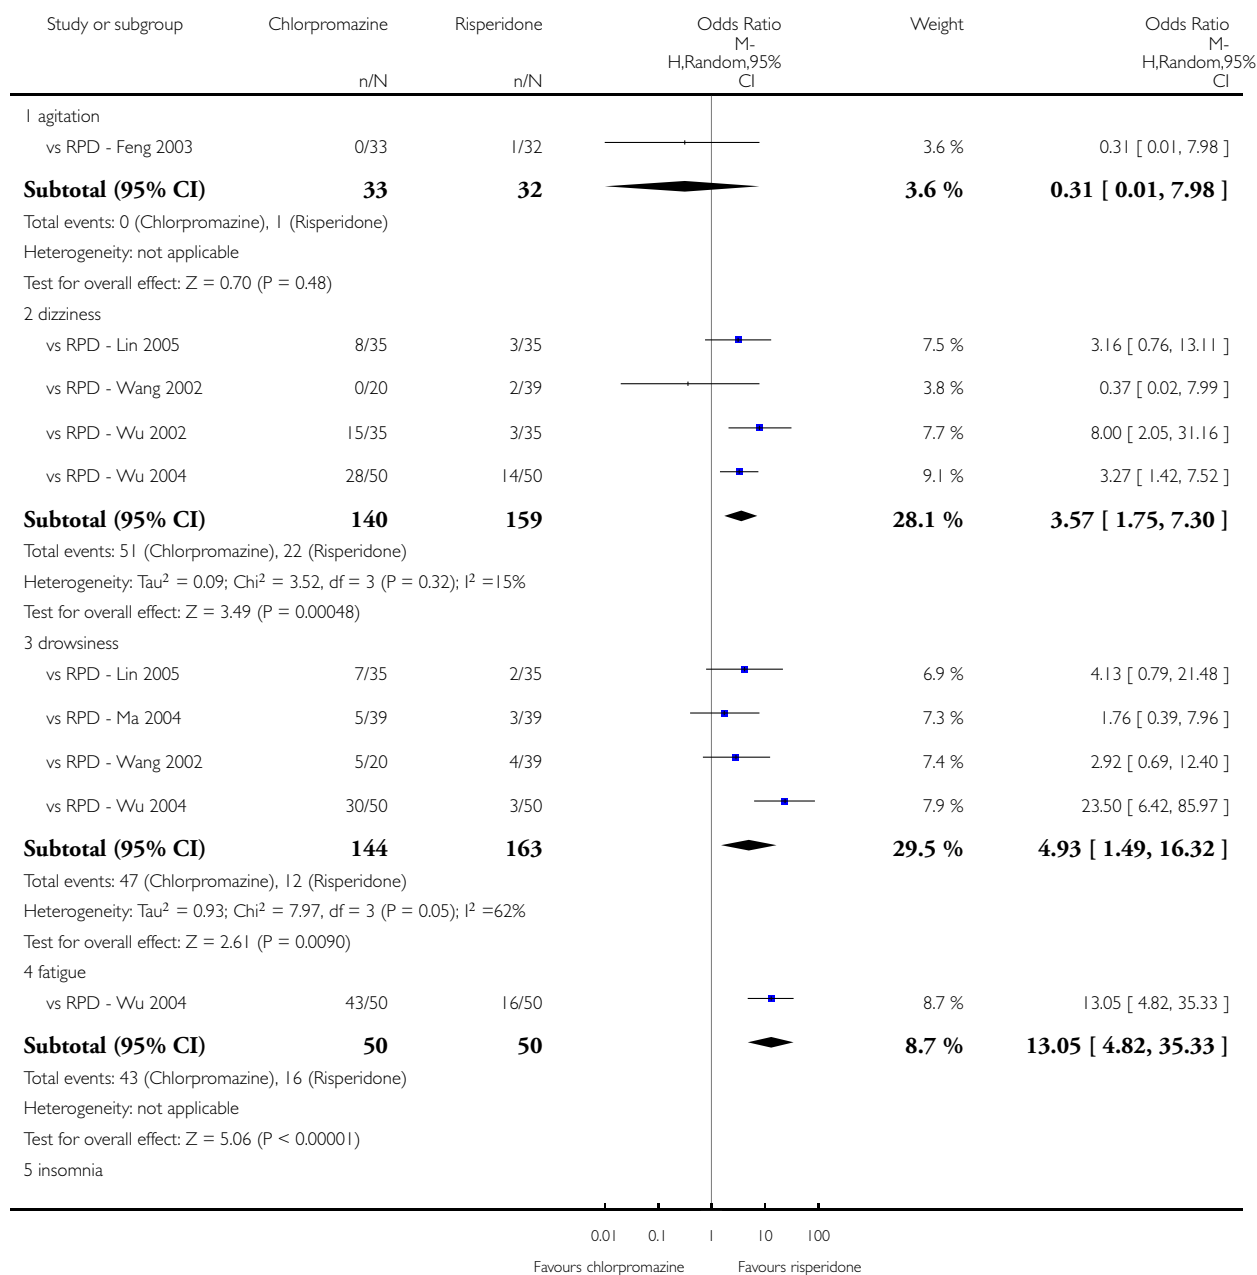 Study or subgroup Chlorpromazine Risperidone Odds Ratio Weight Odds Ratio
M- M-
H,Random,95% H,Random,95%
n/N n/N CI CI
1 agitation
vs RPD - Feng 2003 0/33 1/32 3.6 % 0.31 [ 0.01, 7.98 ]
Subtotal (95% CI) 33 32 3.6 % 0.31 [ 0.01, 7.98 ]
Total events: 0 (Chlorpromazine), 1 (Risperidone)
Heterogeneity: not applicable
Test for overall effect: Z = 0.70 (P = 0.48)
2 dizziness
vs RPD - Lin 2005 8/35 3/35 7.5 % 3.16 [ 0.76, 13.11 ]
vs RPD - Wang 2002 0/20 2/39 3.8 % 0.37 [ 0.02, 7.99 ]
vs RPD - Wu 2002 15/35 3/35 7.7 % 8.00 [ 2.05, 31.16 ]
vs RPD - Wu 2004 28/50 14/50 9.1 % 3.27 [ 1.42, 7.52 ]
Subtotal (95% CI) 140 159 28.1 % 3.57 [ 1.75, 7.30 ]
Total events: 51 (Chlorpromazine), 22 (Risperidone)
Heterogeneity: Tau² = 0.09; Chi² = 3.52, df = 3 (P = 0.32); I² =15%
Test for overall effect: Z = 3.49 (P = 0.00048)
3 drowsiness
vs RPD - Lin 2005 7/35 2/35 6.9 % 4.13 [ 0.79, 21.48 ]
vs RPD - Ma 2004 5/39 3/39 7.3 % 1.76 [ 0.39, 7.96 ]
vs RPD - Wang 2002 5/20 4/39 7.4 % 2.92 [ 0.69, 12.40 ]
vs RPD - Wu 2004 30/50 3/50 7.9 % 23.50 [ 6.42, 85.97 ]
Subtotal (95% CI) 144 163 29.5 % 4.93 [ 1.49, 16.32 ]
Total events: 47 (Chlorpromazine), 12 (Risperidone)
Heterogeneity: Tau² = 0.93; Chi² = 7.97, df = 3 (P = 0.05); I² =62%
Test for overall effect: Z = 2.61 (P = 0.0090)
4 fatigue
vs RPD - Wu 2004 43/50 16/50 8.7 % 13.05 [ 4.82, 35.33 ]
Subtotal (95% CI) 50 50 8.7 % 13.05 [ 4.82, 35.33 ]
Total events: 43 (Chlorpromazine), 16 (Risperidone)
Heterogeneity: not applicable
Test for overall effect: Z = 5.06 (P < 0.00001)
5 insomnia
0.01 0.1 1 10 100
Favours chlorpromazine Favours risperidone